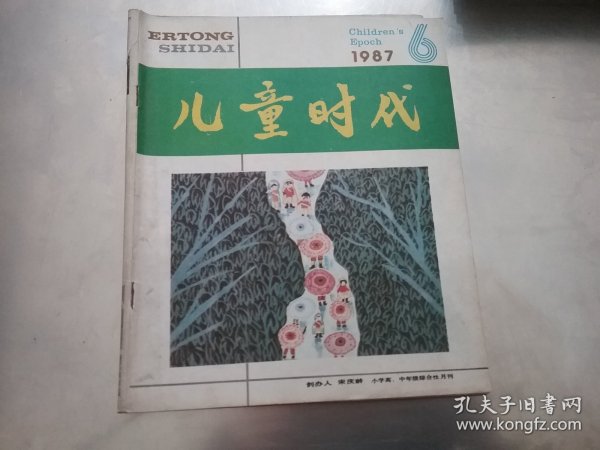 ERTONG
SHIDAI
Children's
Epoch
1987
6
儿童时代
创办人 宋庆龄 小学高、中年级综合性月刊
孔夫子旧书网
www.kongfz.com